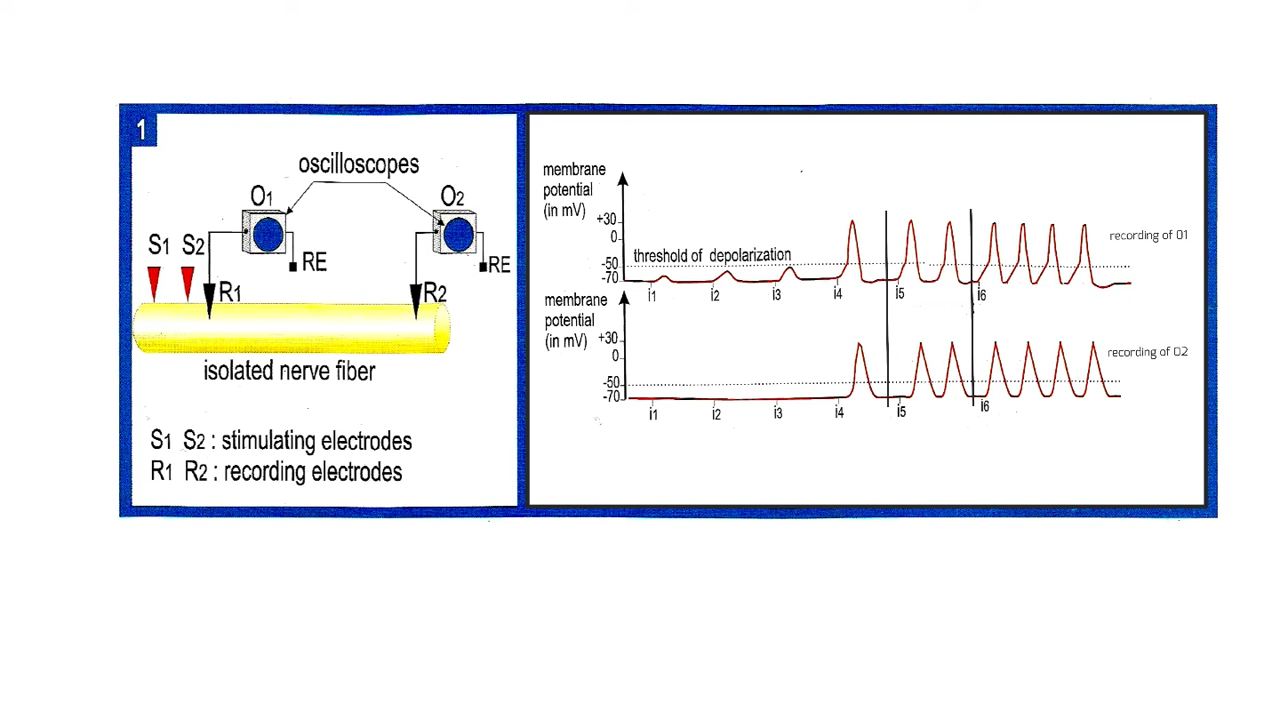 1
oscilloscopes
O1
O2
S1 S2
RE
RE
R1
R2
isolated nerve fiber
S1 S2 : stimulating electrodes
R1 R2 : recording electrodes
membrane
potential
(in mV)
+30
0
-50
-70
threshold of depolarization
i1 i2 i3 i4 i5 i6
recording of O1
membrane
potential
(in mV)
+30
0
-50
-70
i1 i2 i3 i4 i5 i6
recording of O2